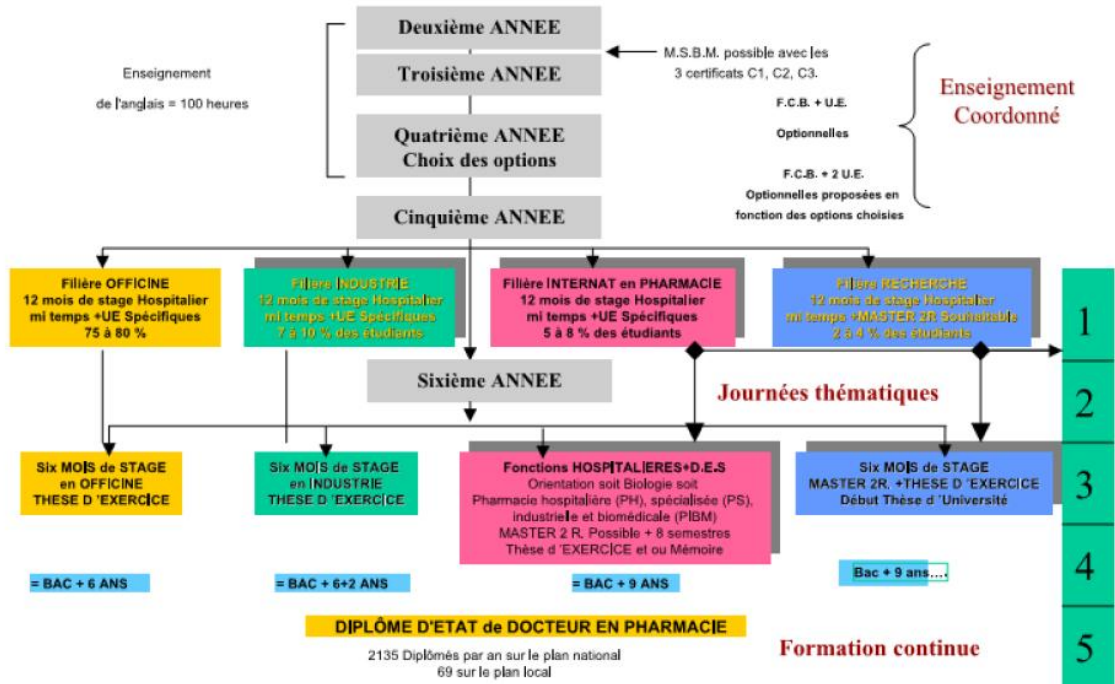 Deuxième ANNEE
Enseignement
de l'anglais = 100 heures
Troisième ANNEE
M.S.B.M. possible avec les
3 certificats C1, C2, C3.
F.C.B. + U.E.
Optionnelles
Enseignement
Coordonné
Quatrième ANNEE
Choix des options
F.C.B. + 2 U.E.
Optionnelles proposées en
fonction des options choisies
Cinquième ANNEE
Filière OFFICINE
12 mois de stage Hospitalier
mi temps +UE Spécifiques
75 à 80 %
Filière INDUSTRIE
12 mois de stage Hospitalier
mi temps +UE Spécifiques
7 à 10 % des étudiants
Filière INTERNAT en PHARMACIE
12 mois de stage Hospitalier
mi temps +UE Spécifiques
5 à 8 % des étudiants
Filière RECHERCHE
12 mois de stage Hospitalier
mi temps +MASTER 2R Souhaitable
2 à 4 % des étudiants
1
Sixième ANNEE
Journées thématiques
2
Six MOIS de STAGE
en OFFICINE
THESE D 'EXERCICE
Six MOIS de STAGE
en INDUSTRIE
THESE D 'EXERCICE
Fonctions HOSPITALIERES+D.E.S
Orientation soit Biologie soit
Pharmacie hospitalière (PH), spécialisée (PS),
industrielle et biomédicale (PIBM)
MASTER 2 R. Possible + 8 semestres
Thèse d 'EXERCICE et ou Mémoire
Six MOIS de STAGE
MASTER 2R. +THESE D 'EXERCICE
Début Thèse d 'Université
3
= BAC + 6 ANS
= BAC + 6+2 ANS
= BAC + 9 ANS
Bac + 9 ans....
4
DIPLÔME D'ETAT de DOCTEUR EN PHARMACIE
2135 Diplômés par an sur le plan national
69 sur le plan local
Formation continue
5